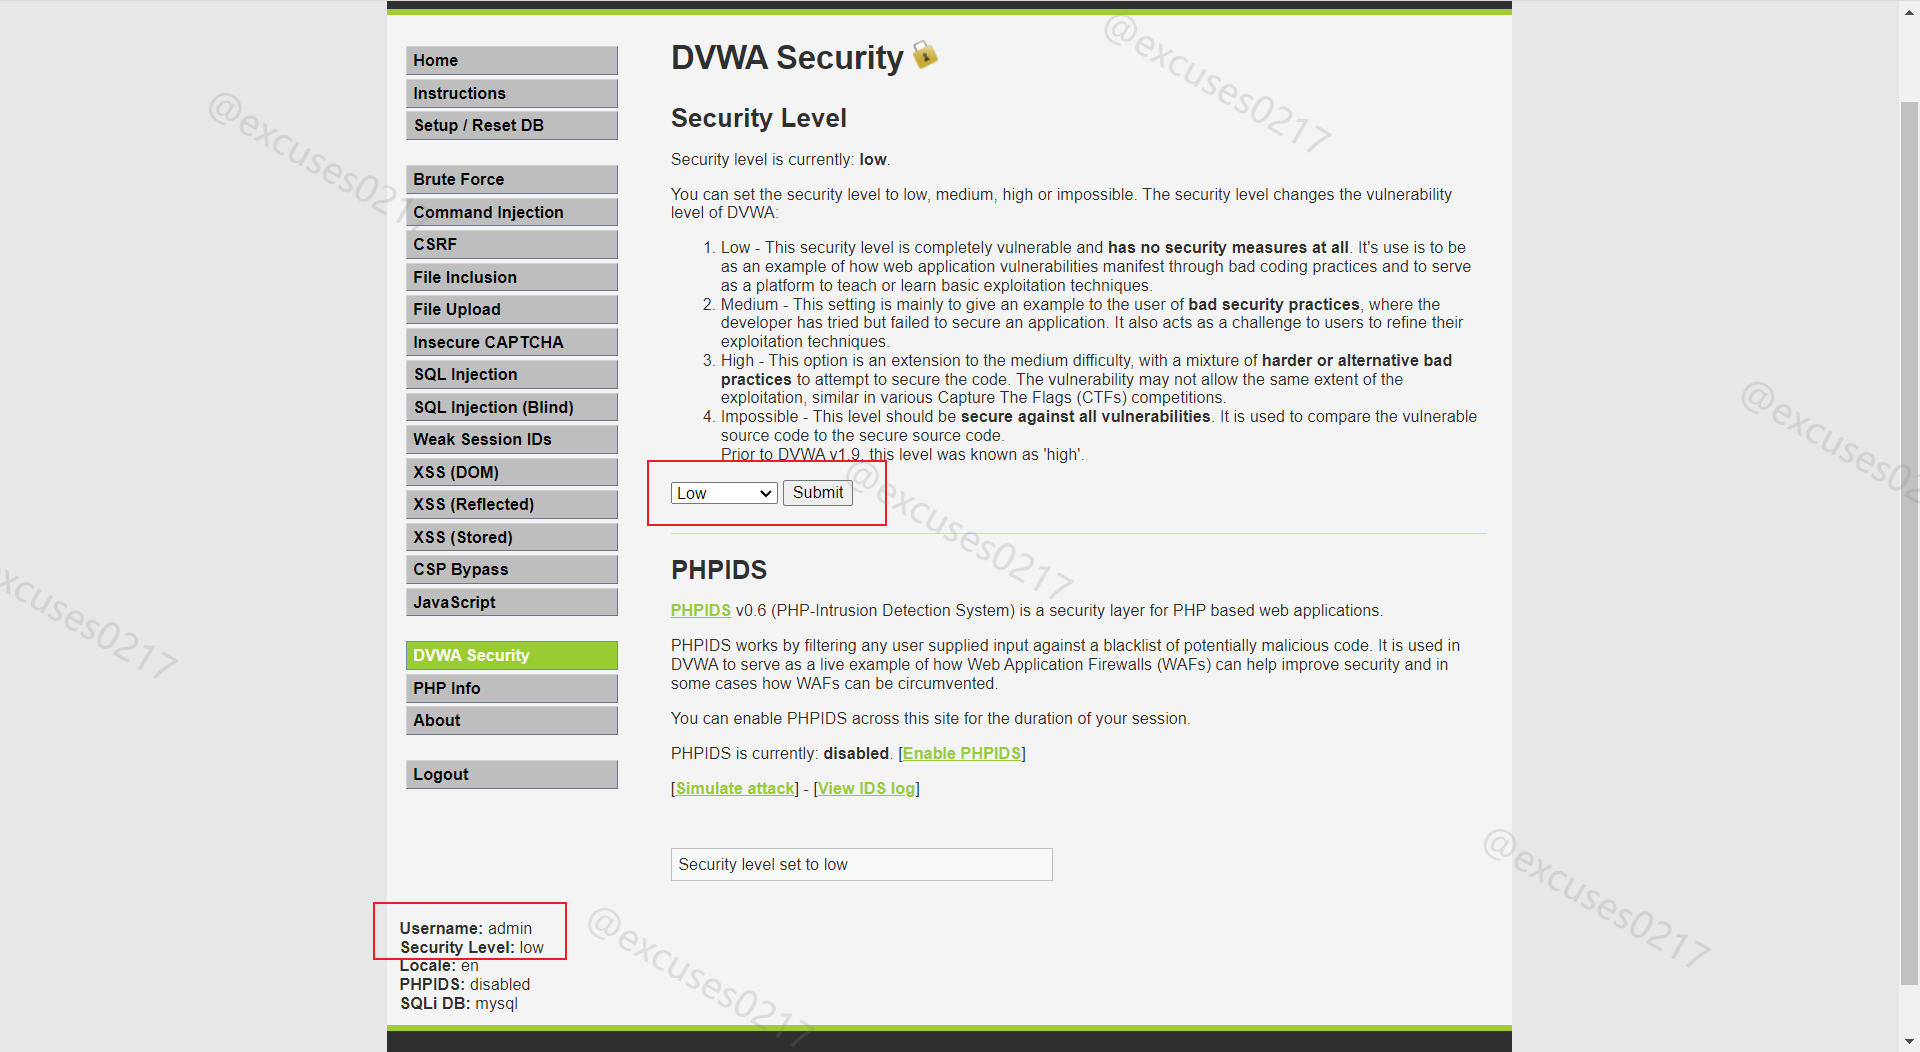 Home
Instructions
Setup / Reset DB
Brute Force
Command Injection
CSRF
File Inclusion
File Upload
Insecure CAPTCHA
SQL Injection
SQL Injection (Blind)
Weak Session IDs
XSS (DOM)
XSS (Reflected)
XSS (Stored)
CSP Bypass
JavaScript
DVWA Security
PHP Info
About
Logout
DVWA Security
Security Level
Security level is currently: low.
You can set the security level to low, medium, high or impossible. The security level changes the vulnerability
level of DVWA:
1. Low - This security level is completely vulnerable and has no security measures at all. It's use is to be
as an example of how web application vulnerabilities manifest through bad coding practices and to serve
as a platform to teach or learn basic exploitation techniques.
2. Medium - This setting is mainly to give an example to the user of bad security practices, where the
developer has tried but failed to secure an application. It also acts as a challenge to users to refine their
exploitation techniques.
3. High - This option is an extension to the medium difficulty, with a mixture of harder or alternative bad
practices to attempt to secure the code. The vulnerability may not allow the same extent of the
exploitation, similar in various Capture The Flags (CTFs) competitions.
4. Impossible - This level should be secure against all vulnerabilities. It is used to compare the vulnerable
source code to the secure source code.
Prior to DVWA v1.9, this level was known as 'high'.
Low Submit
PHPIDS
PHPIDS v0.6 (PHP-Intrusion Detection System) is a security layer for PHP based web applications.
PHPIDS works by filtering any user supplied input against a blacklist of potentially malicious code. It is used in
DVWA to serve as a live example of how Web Application Firewalls (WAFs) can help improve security and in
some cases how WAFs can be circumvented.
You can enable PHPIDS across this site for the duration of your session.
PHPIDS is currently: disabled. [Enable PHPIDS]
[Simulate attack] - [View IDS log]
Security level set to low
Username: admin
Security Level: low
Locale: en
PHPIDS: disabled
SQLi DB: mysql
@excuses0217
@excuses0217
@excuses0217
@excuses0217
@excuses0217
@excuses0217
xcuses0217